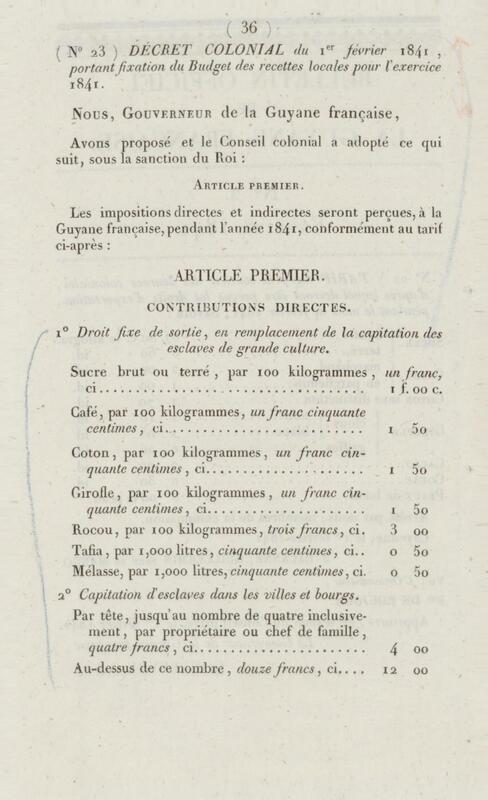 ( 36 )
( Nº 23 ) DÉCRET COLONIAL du 1er février 1841 ,
portant fixation du Budget des recettes locales pour l'exercice
1841.
Nous, Gouverneur de la Guyane française,
Avons proposé et le Conseil colonial a adopté ce qui
suit, sous la sanction du Roi :
Article premier.
Les impositions directes et indirectes seront perçues, à la
Guyane française, pendant l'année 1841, conformément au tarif
ci-après :
ARTICLE PREMIER.
CONTRIBUTIONS DIRECTES.
1º Droit fixe de sortie, en remplacement de la capitation des
esclaves de grande culture.
Sucre brut ou terré , par 100 kilogrammes , un franc,
ci.................................... 1 f. 00 c.
Café, par 100 kilogrammes, un franc cinquante
centimes, ci.......................... 1 50
Coton, par 100 kilogrammes, un franc cin-
quante centimes , ci..................... 1 50
Girofle, par 100 kilogrammes, un franc cin-
quante centimes, ci..................... 1 50
Rocou, par 100 kilogrammes, trois francs, ci. 3 00
Tafia, par 1,000 litres, cinquante centimes, ci.. 0 50
Mélasse, par 1,000 litres, cinquante centimes, ci. 0 50
2º Capitation d'esclaves dans les villes et bourgs.
Par tête, jusqu'au nombre de quatre inclusive-
ment, par propriétaire ou chef de famille,
quatre francs, ci....................... 4 00
Au-dessus de ce nombre, douze francs, ci.... 12 00